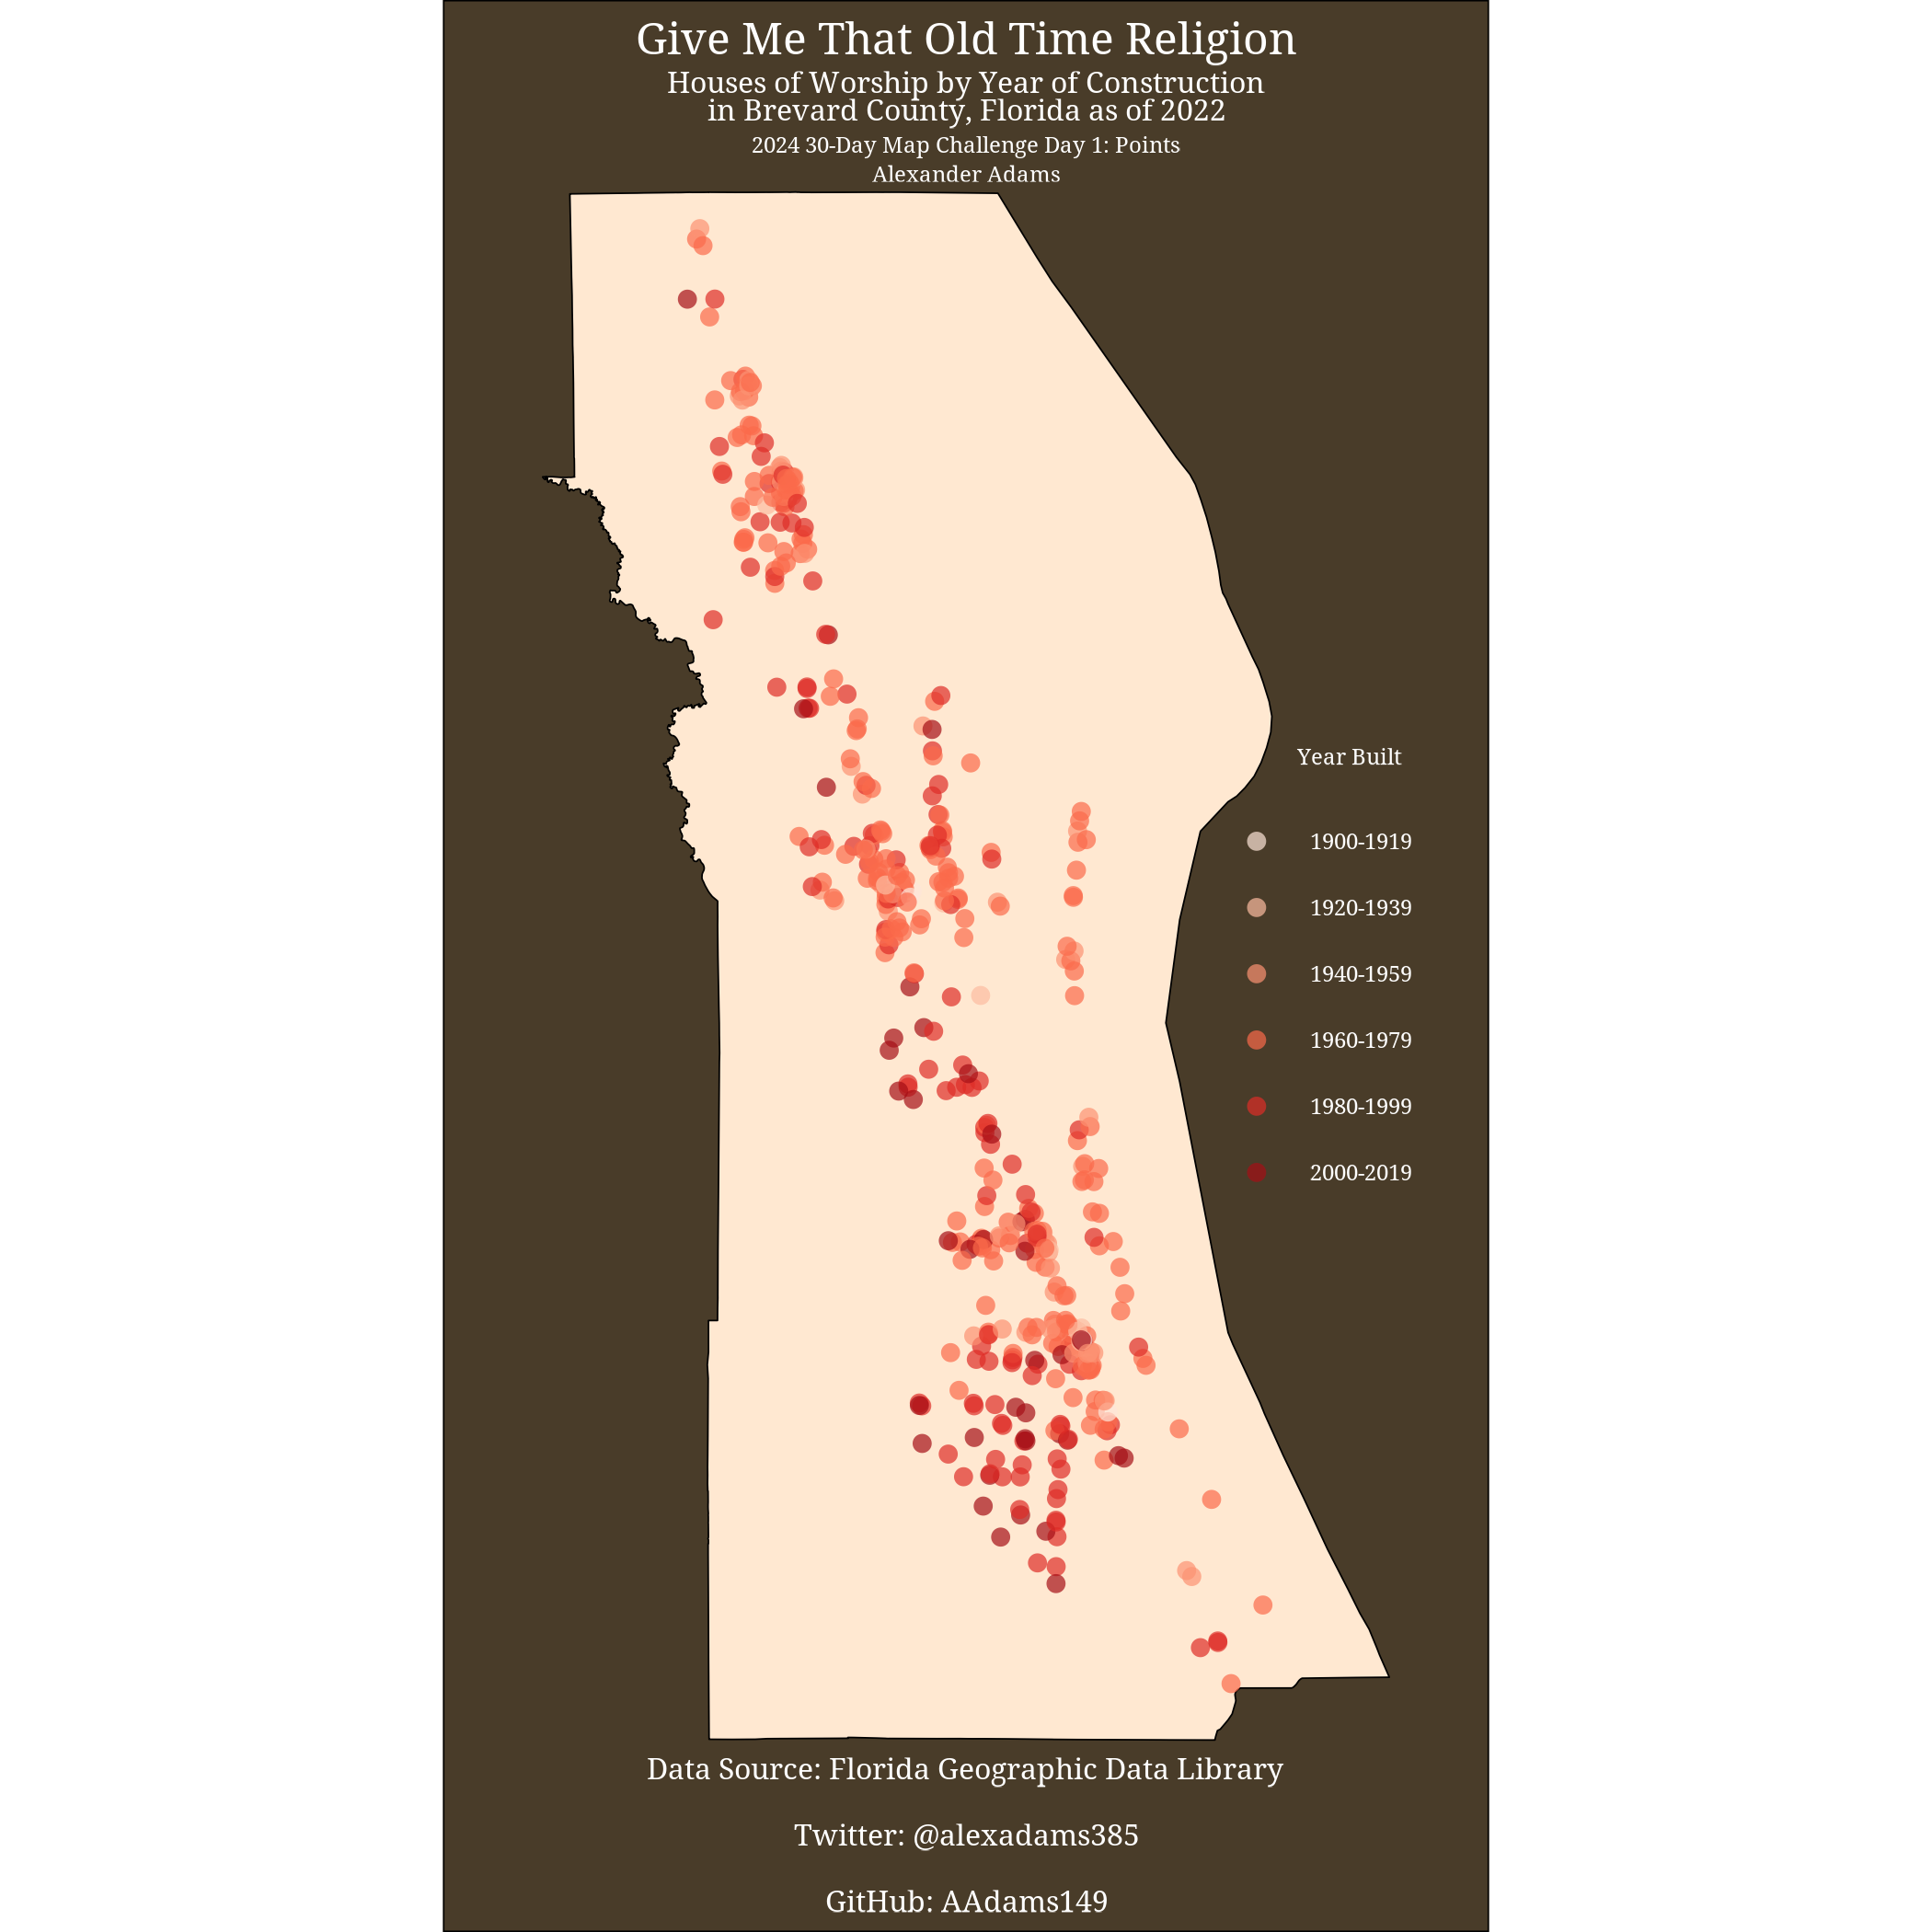 Give Me That Old Time Religion
Houses of Worship by Year of Construction
in Brevard County, Florida as of 2022
2024 30-Day Map Challenge Day 1: Points
Alexander Adams
Year Built
1900-1919
1920-1939
1940-1959
1960-1979
1980-1999
2000-2019
Data Source: Florida Geographic Data Library
Twitter: @alexadams385
GitHub: AAdams149